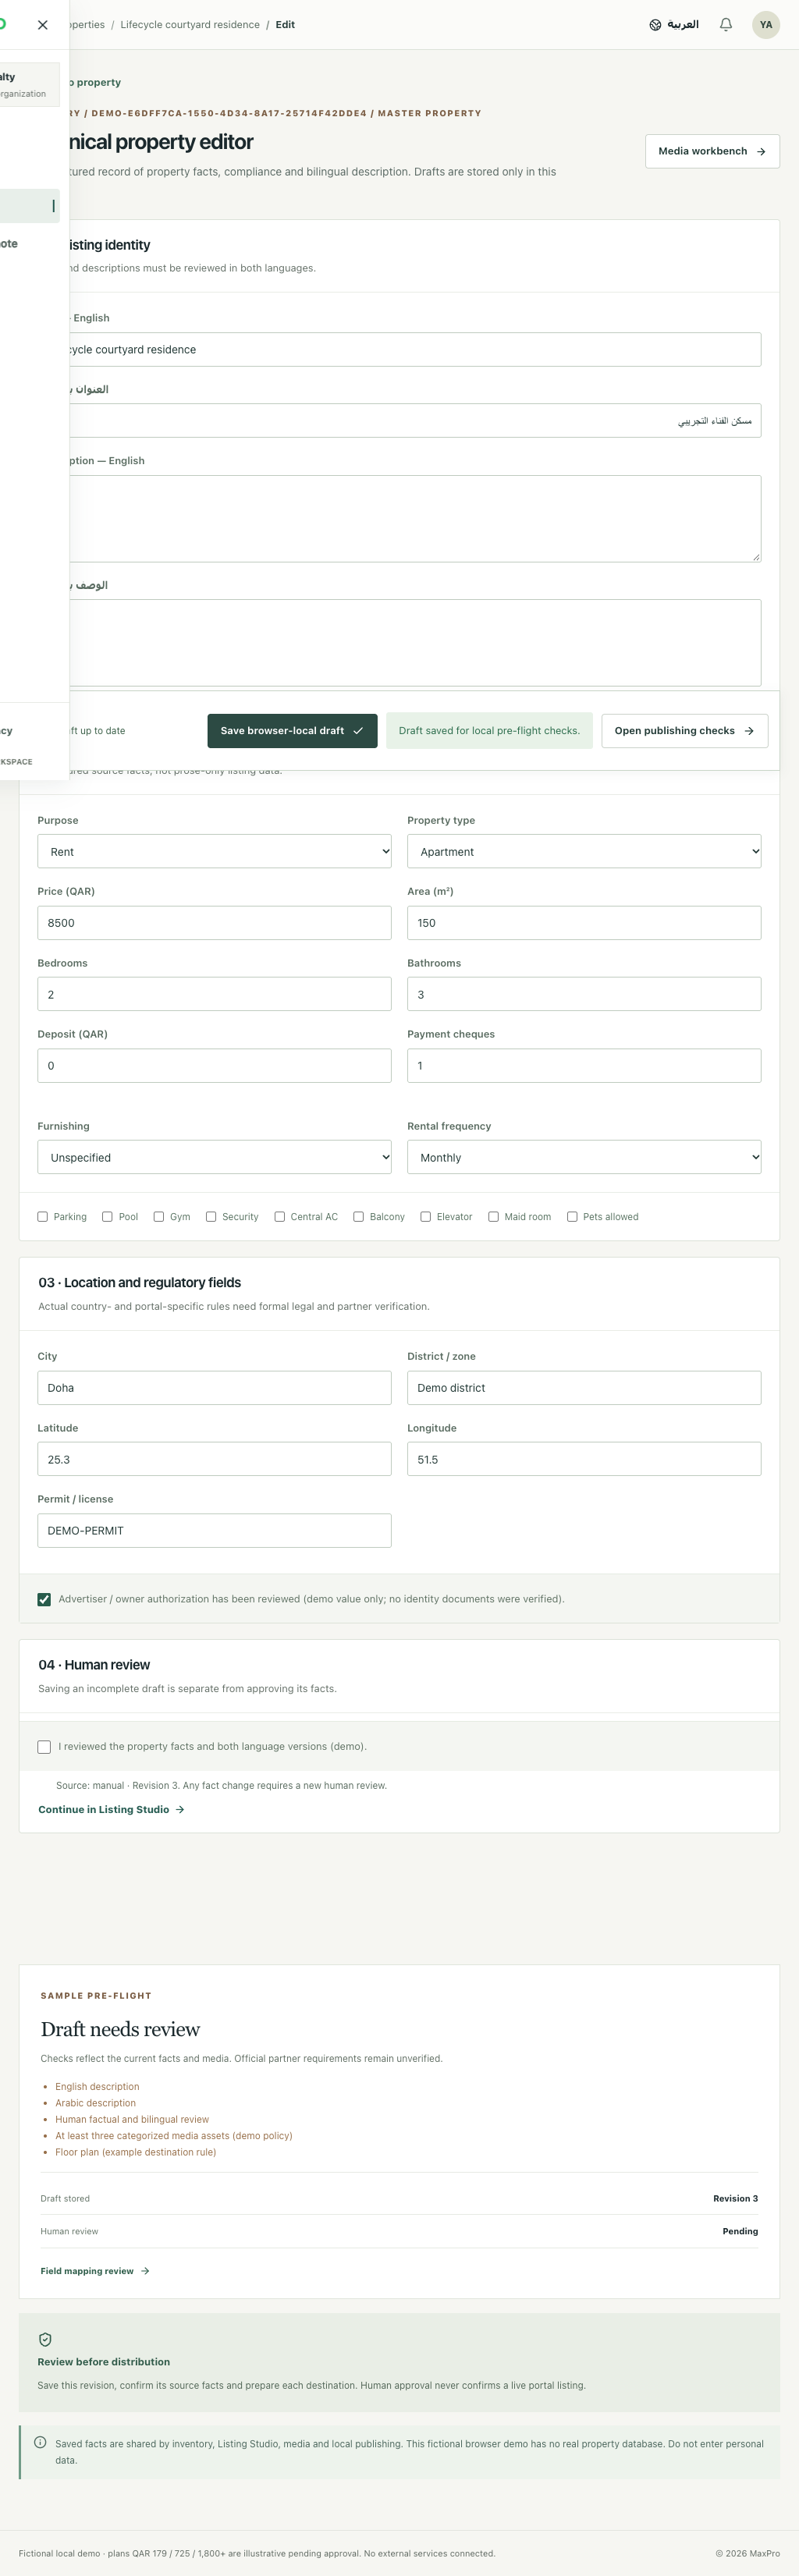 operties / Lifecycle courtyard residence / Edit
العربية
YA
alty
rganization
ote
cy
KSPACE
o property
RY / DEMO-E6DFF7CA-1550-4D34-8A17-25714F42DDE4 / MASTER PROPERTY
nical property editor
tured record of property facts, compliance and bilingual description. Drafts are stored only in this
Media workbench
isting identity
nd descriptions must be reviewed in both languages.
English
cycle courtyard residence
العنوان ب
مسكن الفناء التجريبي
ption — English
الوصف ب
ft up to date
Save browser-local draft
Draft saved for local pre-flight checks.
Open publishing checks
ured source facts, not prose-only listing data.
Purpose
Property type
Rent
Apartment
Price (QAR)
Area (m²)
8500
150
Bedrooms
Bathrooms
2
3
Deposit (QAR)
Payment cheques
0
1
Furnishing
Rental frequency
Unspecified
Monthly
Parking Pool Gym Security Central AC Balcony Elevator Maid room Pets allowed
03 · Location and regulatory fields
Actual country- and portal-specific rules need formal legal and partner verification.
City
District / zone
Doha
Demo district
Latitude
Longitude
25.3
51.5
Permit / license
DEMO-PERMIT
Advertiser / owner authorization has been reviewed (demo value only; no identity documents were verified).
04 · Human review
Saving an incomplete draft is separate from approving its facts.
I reviewed the property facts and both language versions (demo).
Source: manual · Revision 3. Any fact change requires a new human review.
Continue in Listing Studio
SAMPLE PRE-FLIGHT
Draft needs review
Checks reflect the current facts and media. Official partner requirements remain unverified.
• English description
• Arabic description
• Human factual and bilingual review
• At least three categorized media assets (demo policy)
• Floor plan (example destination rule)
Draft stored
Revision 3
Human review
Pending
Field mapping review
Review before distribution
Save this revision, confirm its source facts and prepare each destination. Human approval never confirms a live portal listing.
Saved facts are shared by inventory, Listing Studio, media and local publishing. This fictional browser demo has no real property database. Do not enter personal
data.
Fictional local demo · plans QAR 179 / 725 / 1,800+ are illustrative pending approval. No external services connected.
© 2026 MaxPro